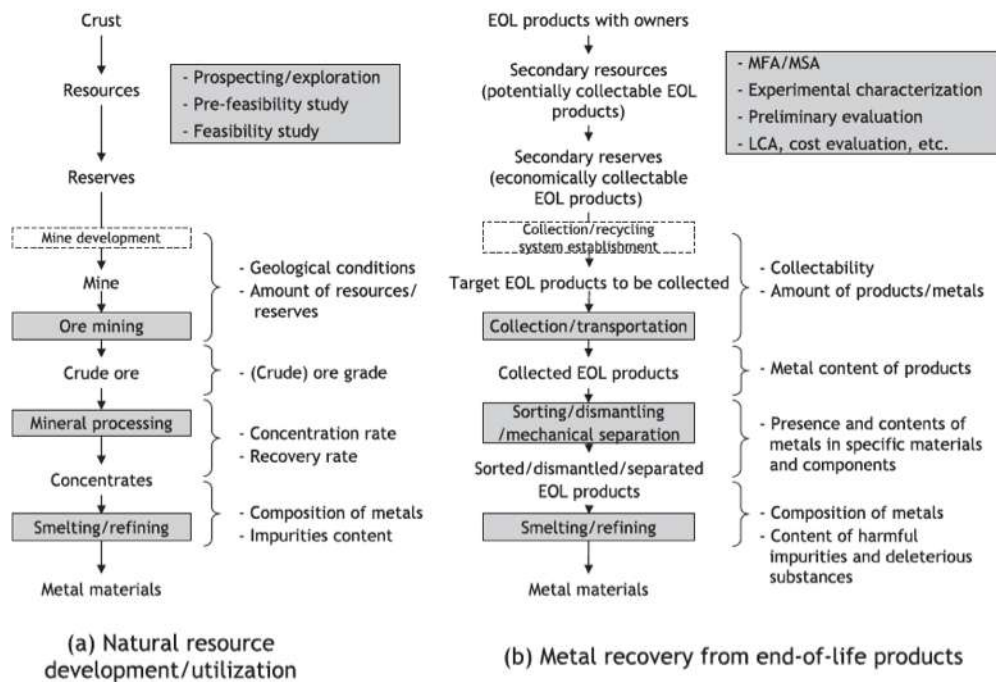 Crust
Resources
- Prospecting/exploration
- Pre-feasibility study
- Feasibility study
Reserves
Mine development
Mine
- Geological conditions
- Amount of resources/
reserves
Ore mining
Crude ore
- (Crude) ore grade
Mineral processing
- Concentration rate
- Recovery rate
Concentrates
Smelting/refining
- Composition of metals
- Impurities content
Metal materials
(a) Natural resource
development/utilization
EOL products with owners
Secondary resources
(potentially collectable EOL
products)
- MFA/MSA
- Experimental characterization
- Preliminary evaluation
- LCA, cost evaluation, etc.
Secondary reserves
(economically collectable
EOL products)
Collection/recycling
system establishment
Target EOL products to be collected
- Collectability
- Amount of products/metals
Collection/transportation
Collected EOL products
- Metal content of products
Sorting/dismantling
/mechanical separation
- Presence and contents of
metals in specific materials
and components
Sorted/dismantled/separated
EOL products
Smelting/refining
- Composition of metals
- Content of harmful
impurities and deleterious
substances
Metal materials
(b) Metal recovery from end-of-life products